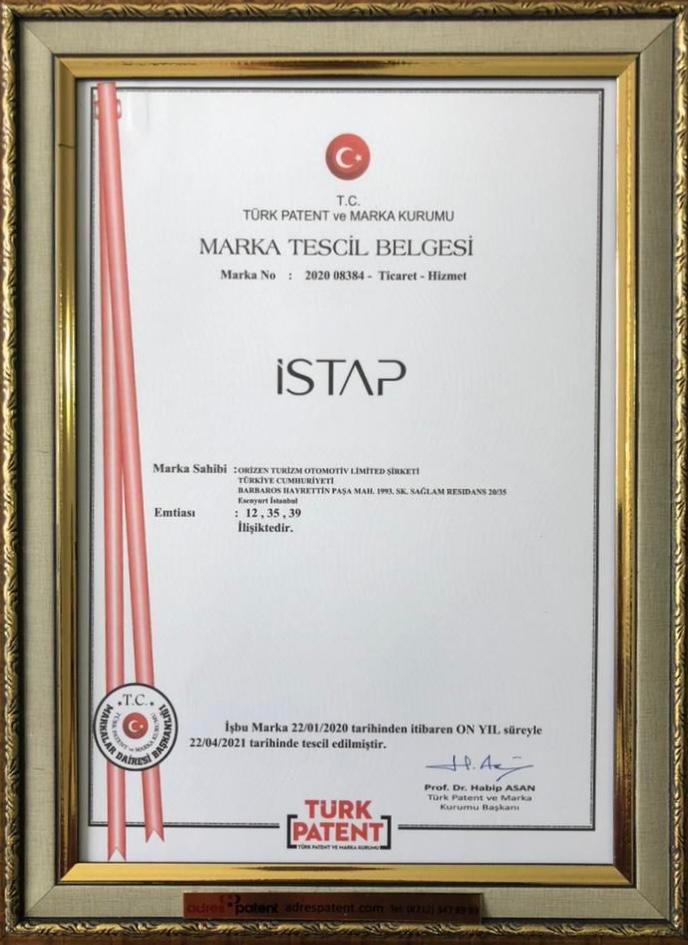 T.C.
TÜRK PATENT ve MARKA KURUMU
MARKA TESCİL BELGESİ
Marka No : 2020 08384 - Ticaret - Hizmet
iSTAP
Marka Sahibi : ORİZEN TURİZM OTOMOTİV LİMİTED ŞİRKETİ
TÜRKİYE CUMHURİYETİ
BARBAROS HAYRETTİN PAŞA MAH. 1993. SK. SAĞLAM RESIDANS 20/35
Esenyurt İstanbul
Emtiası : 12 , 35 , 39
İlişiktedir.
T.C.
MARKALAR DAİRESİ BAŞKANLIĞI
TÜRK PATENT ve MARKA KURUMU
İşbu Marka 22/01/2020 tarihinden itibaren ON YIL süreyle
22/04/2021 tarihinde tescil edilmiştir.
Prof. Dr. Habip ASAN
Türk Patent ve Marka
Kurumu Başkanı
TÜRK
PATENT
TÜRK PATENT VE MARKA KURUMU
adres patent adrespatent.com Tel: